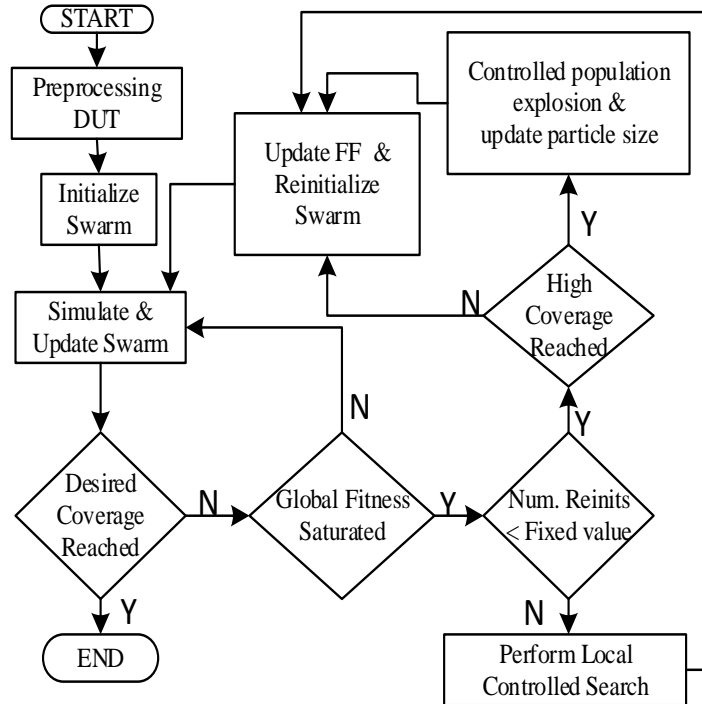 START
Preprocessing
DUT
Initialize
Swarm
Simulate &
Update Swarm
Desired
Coverage
Reached
N
Y
END
Global Fitness
Saturated
N
Y
Num. Reinits
< Fixed value
Y
N
High
Coverage
Reached
N
Y
Controlled population
explosion &
update particle size
Update FF &
Reinitialize
Swarm
Perform Local
Controlled Search